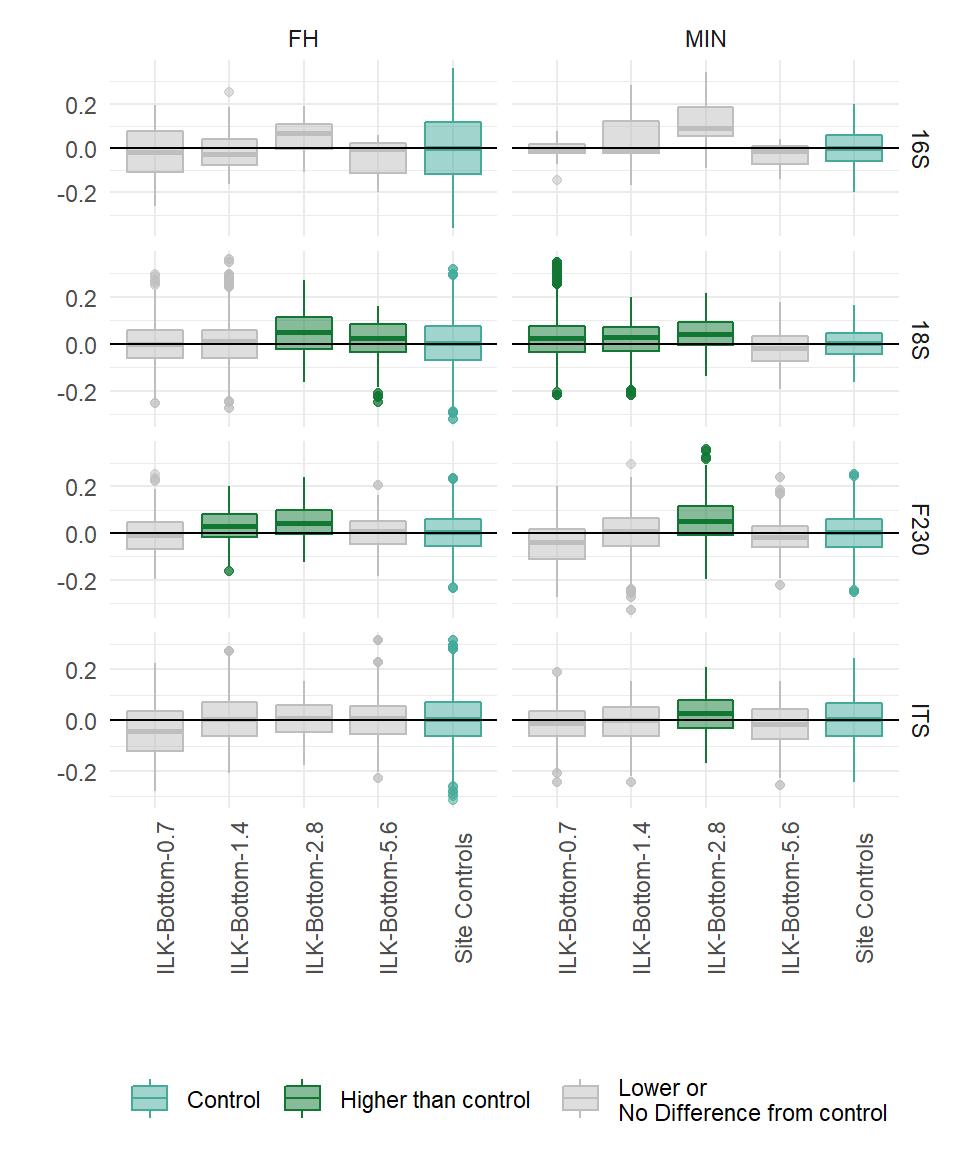 FH MIN
0.2
0.0
-0.2
16S
0.2
0.0
-0.2
18S
0.2
0.0
-0.2
F230
0.2
0.0
-0.2
ITS
ILK-Bottom-0.7
ILK-Bottom-1.4
ILK-Bottom-2.8
ILK-Bottom-5.6
Site Controls
ILK-Bottom-0.7
ILK-Bottom-1.4
ILK-Bottom-2.8
ILK-Bottom-5.6
Site Controls
Control
Higher than control
Lower or
No Difference from control